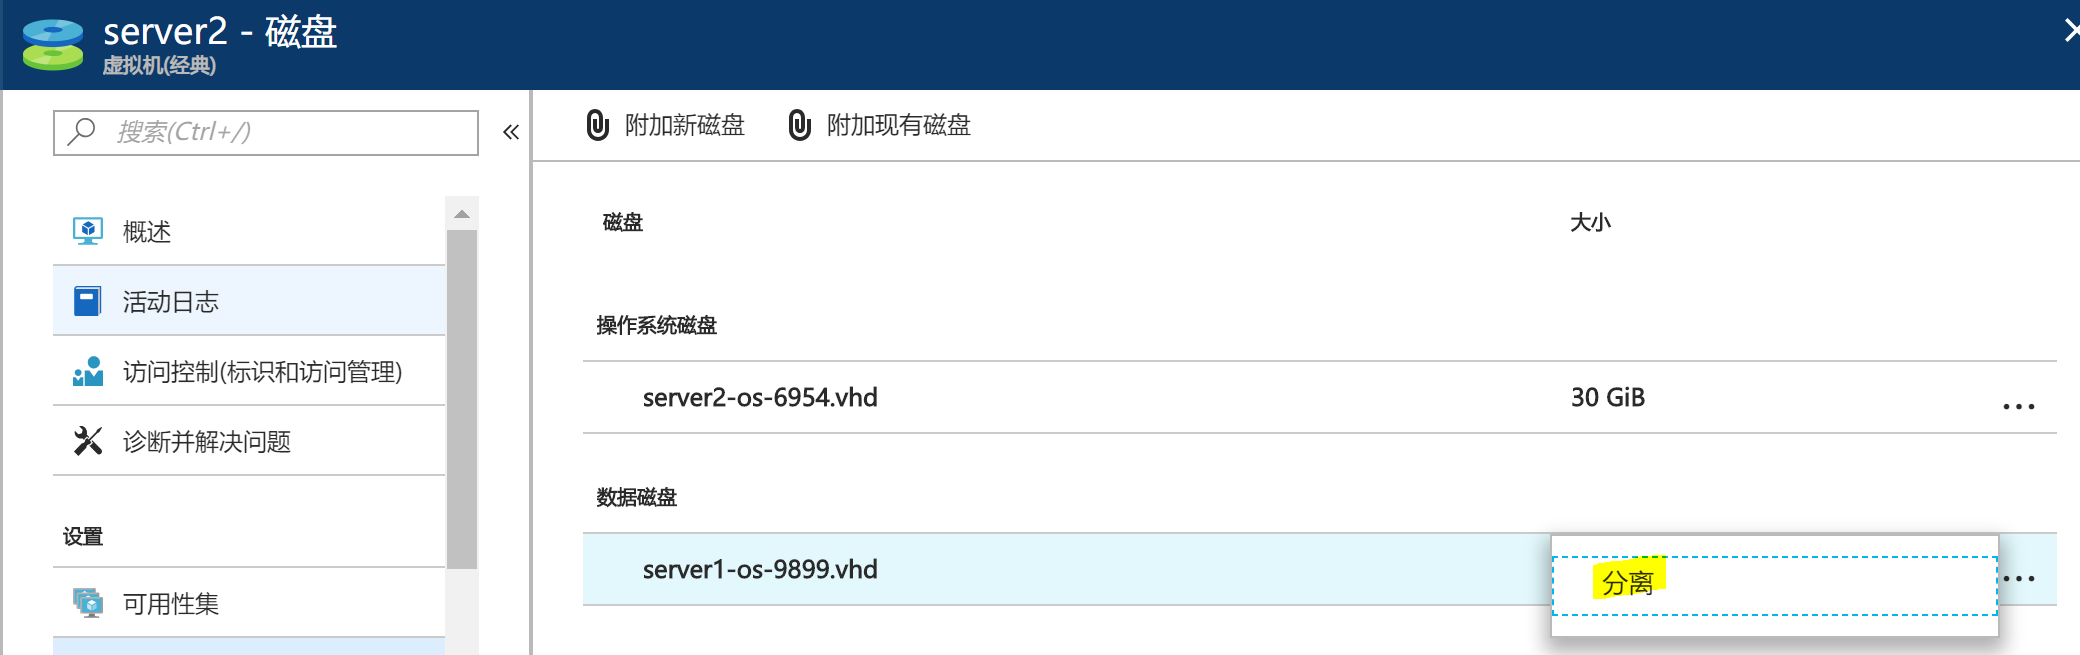 server2 - 磁盘
虚拟机(经典)
搜索(Ctrl+/)
«
附加新磁盘
附加现有磁盘
概述
活动日志
访问控制(标识和访问管理)
诊断并解决问题
设置
可用性集
磁盘
大小
操作系统磁盘
server2-os-6954.vhd
30 GiB
...
数据磁盘
server1-os-9899.vhd
分离
...